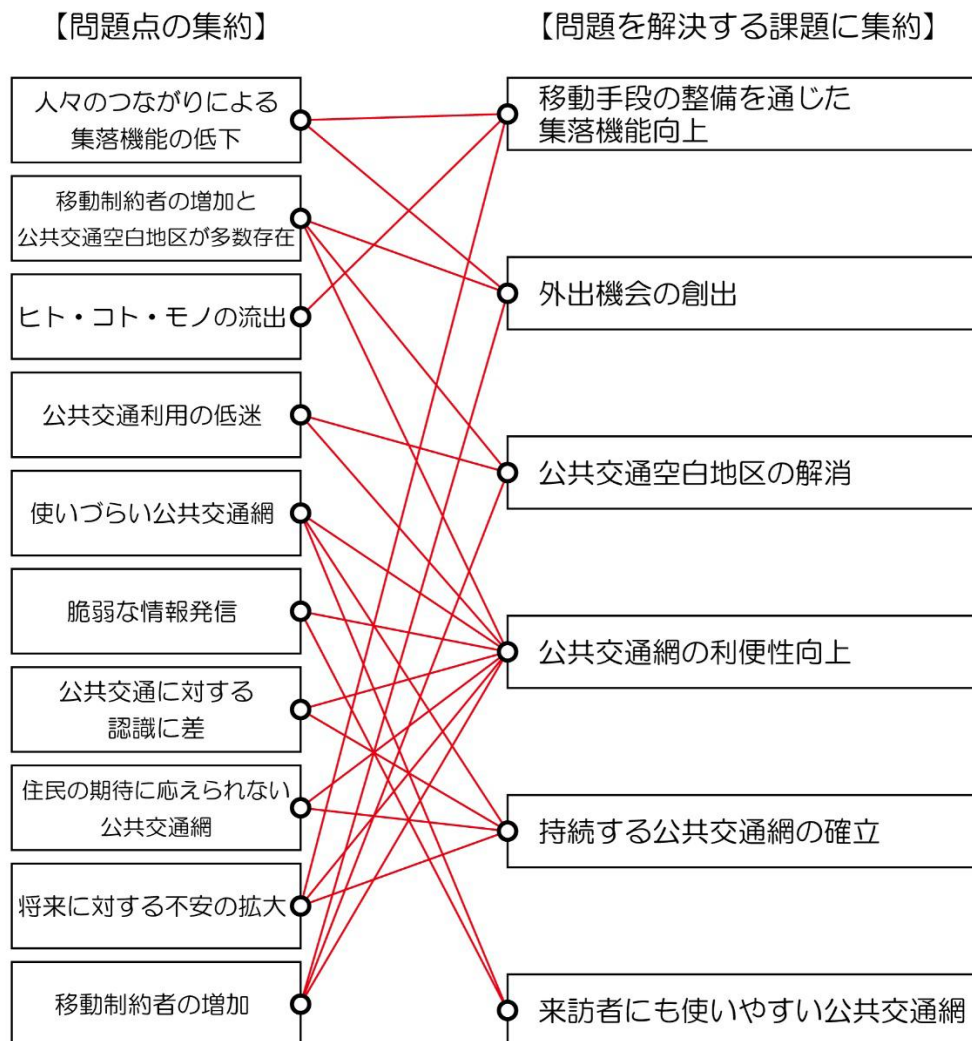 【問題点の集約】
人々のつながりによる
集落機能の低下
移動制約者の増加と
公共交通空白地区が多数存在
ヒト・コト・モノの流出
公共交通利用の低迷
使いづらい公共交通網
脆弱な情報発信
公共交通に対する
認識に差
住民の期待に応えられない
公共交通網
将来に対する不安の拡大
移動制約者の増加
【問題を解決する課題に集約】
移動手段の整備を通じた
集落機能向上
外出機会の創出
公共交通空白地区の解消
公共交通網の利便性向上
持続する公共交通網の確立
来訪者にも使いやすい公共交通網